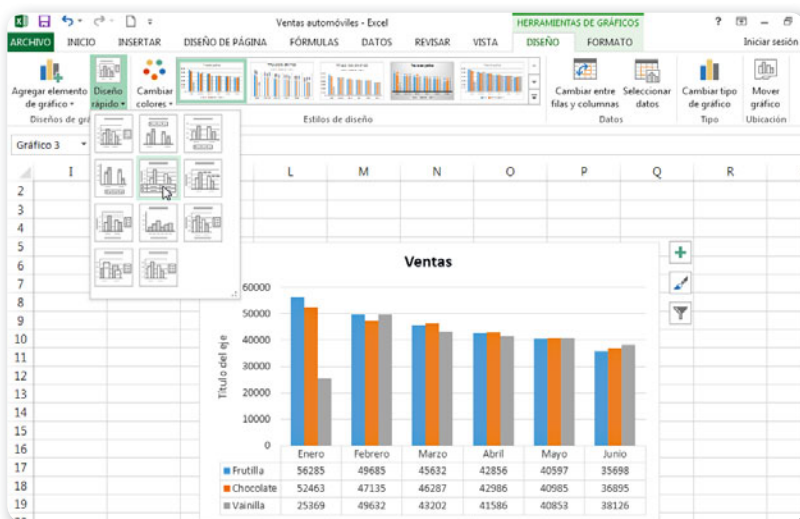 Ventas automóviles - Excel
HERRAMIENTAS DE GRÁFICOS
?
ARCHIVO INICIO INSERTAR DISEÑO DE PÁGINA FÓRMULAS DATOS REVISAR VISTA DISEÑO FORMATO Iniciar sesión
Agregar elemento de gráfico
Diseño rápido
Cambiar colores
Cambiar entre filas y columnas
Seleccionar datos
Cambiar tipo de gráfico
Mover gráfico
Diseños de grá
Estilos de diseño
Datos
Tipo
Ubicación
Gráfico 3
I L M N O P Q R
2
3
4
5
6
7
8
9
10
11
12
13
14
15
16
17
18
19
Ventas
60000
50000
40000
30000
20000
10000
0
Título del eje
Enero Febrero Marzo Abril Mayo Junio
Frutilla 56285 49685 45632 42856 40597 35698
Chocolate 52463 47135 46287 42986 40985 36895
Vainilla 25369 49632 43202 41586 40853 38126